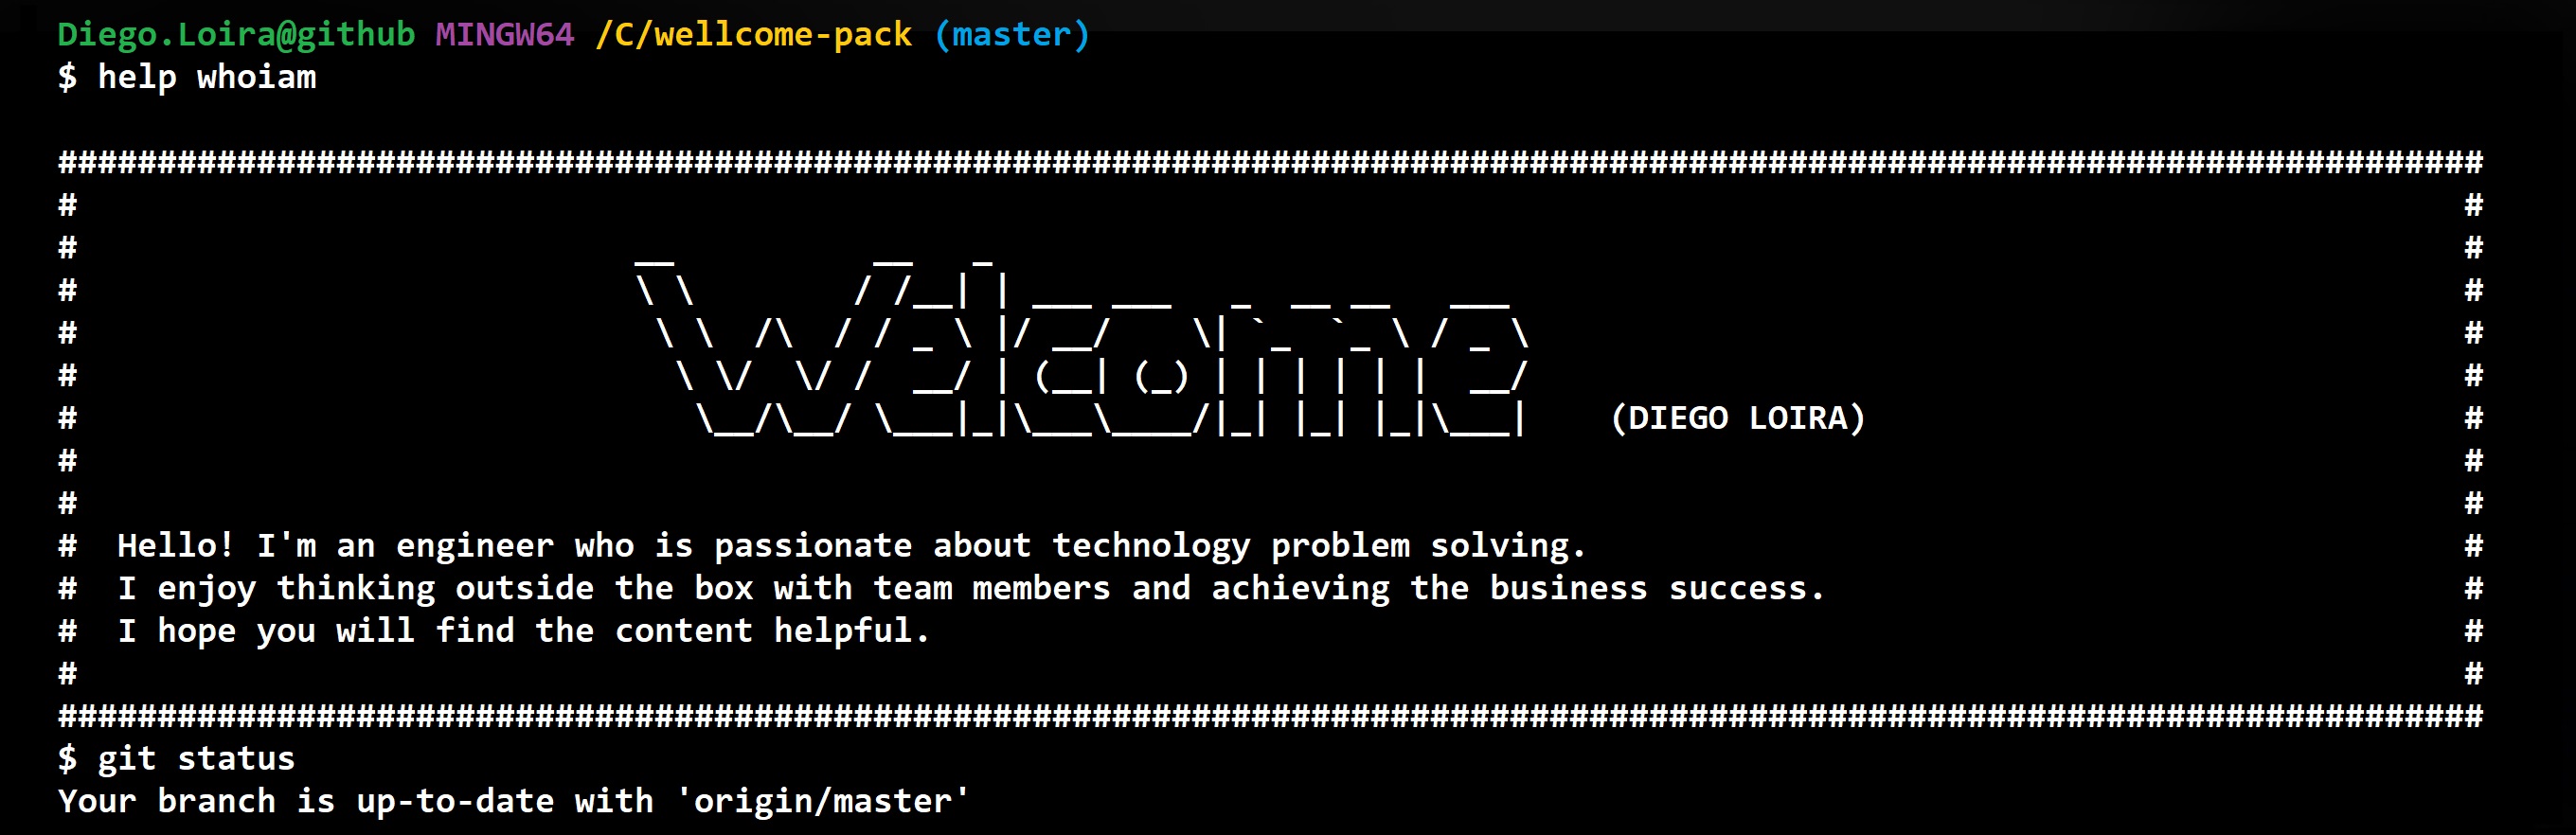 Diego.Loira@github MINGW64 /C/wellcome-pack (master)
$ help whoiam
##########################################################################################################################
Welcome (DIEGO LOIRA)
# Hello! I'm an engineer who is passionate about technology problem solving. #
# I enjoy thinking outside the box with team members and achieving the business success. #
# I hope you will find the content helpful. #
##########################################################################################################################
$ git status
Your branch is up-to-date with 'origin/master'